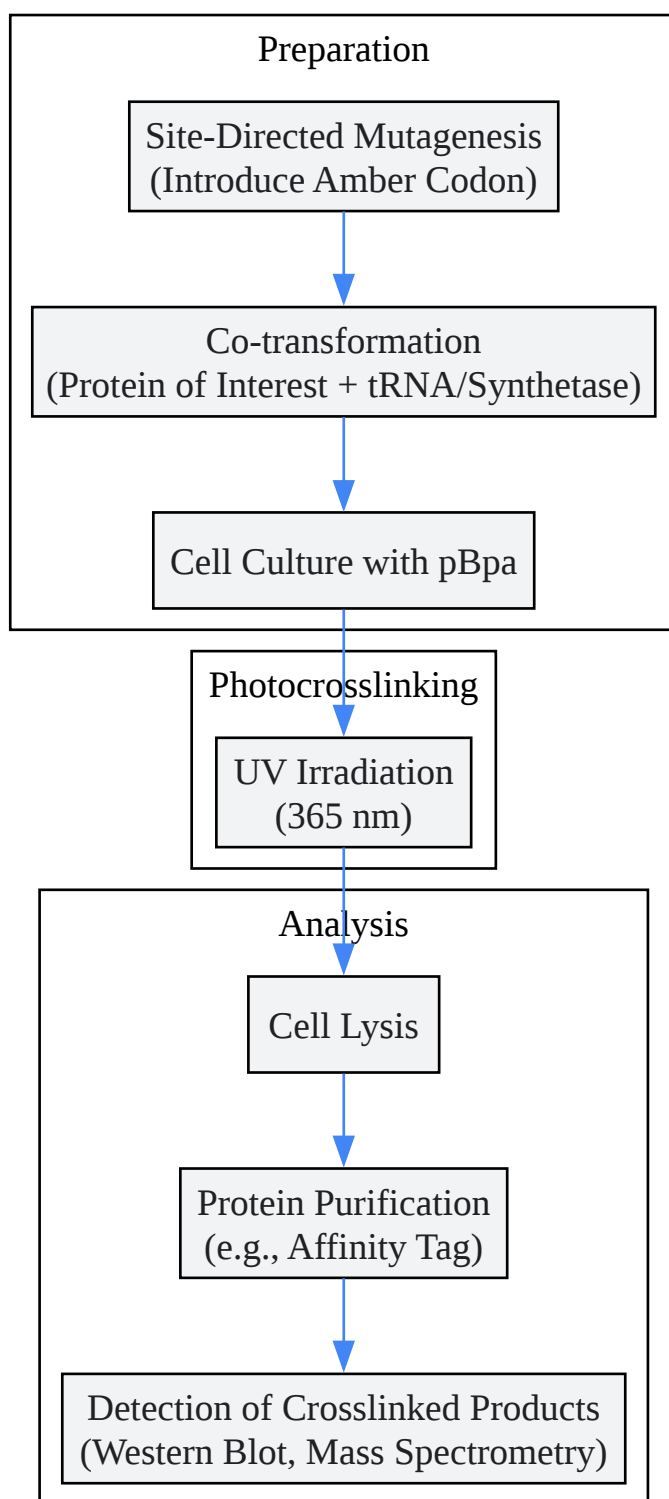 Preparation
Site-Directed Mutagenesis
(Introduce Amber Codon)
Co-transformation
(Protein of Interest + tRNA/Synthetase)
Cell Culture with pBpa
Photocrosslinking
UV Irradiation
(365 nm)
Analysis
Cell Lysis
Protein Purification
(e.g., Affinity Tag)
Detection of Crosslinked Products
(Western Blot, Mass Spectrometry)